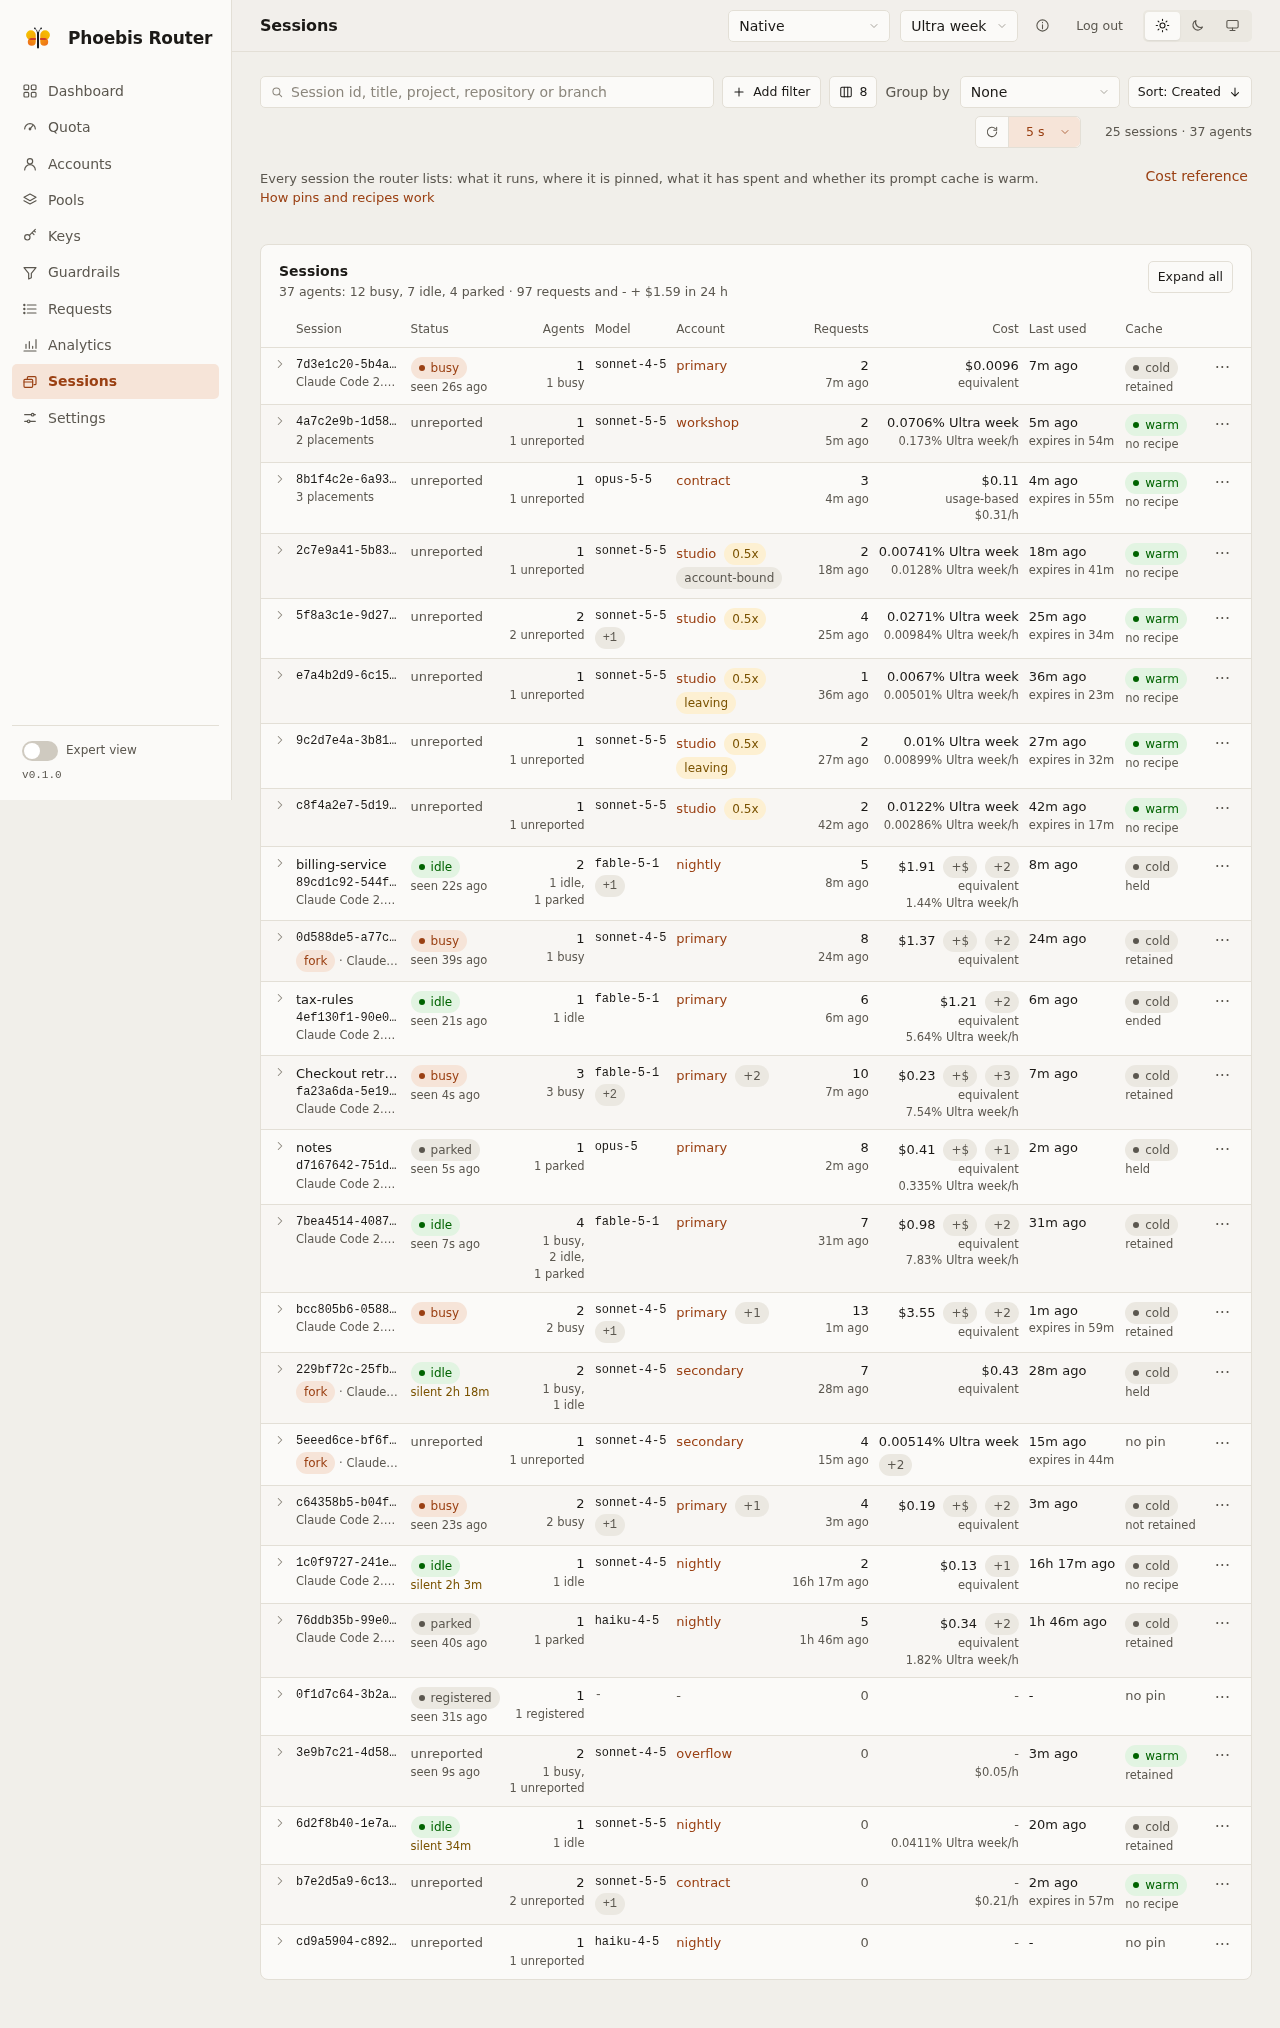 Phoebis Router
Dashboard
Quota
Accounts
Pools
Keys
Guardrails
Requests
Analytics
Sessions
Settings
Expert view
v0.1.0
Sessions
Native
Ultra week
Log out
Session id, title, project, repository or branch
Add filter
8
Group by
None
Sort: Created
5 s
25 sessions · 37 agents
Every session the router lists: what it runs, where it is pinned, what it has spent and whether its prompt cache is warm.
How pins and recipes work
Cost reference
Sessions
37 agents: 12 busy, 7 idle, 4 parked · 97 requests and - + $1.59 in 24 h
Expand all
Session Status Agents Model Account Requests Cost Last used Cache
7d3e1c20-5b4a… busy 1 sonnet-4-5 primary 2 $0.0096 7m ago cold ···
Claude Code 2.… seen 26s ago 1 busy 7m ago equivalent retained
4a7c2e9b-1d58… unreported 1 sonnet-5-5 workshop 2 0.0706% Ultra week 5m ago warm ···
2 placements 1 unreported 5m ago 0.173% Ultra week/h expires in 54m no recipe
8b1f4c2e-6a93… unreported 1 opus-5-5 contract 3 $0.11 4m ago warm ···
3 placements 1 unreported 4m ago usage-based expires in 55m no recipe
$0.31/h
2c7e9a41-5b83… unreported 1 sonnet-5-5 studio 0.5x 2 0.00741% Ultra week 18m ago warm ···
1 unreported account-bound 18m ago 0.0128% Ultra week/h expires in 41m no recipe
5f8a3c1e-9d27… unreported 2 sonnet-5-5 studio 0.5x 4 0.0271% Ultra week 25m ago warm ···
2 unreported +1 25m ago 0.00984% Ultra week/h expires in 34m no recipe
e7a4b2d9-6c15… unreported 1 sonnet-5-5 studio 0.5x 1 0.0067% Ultra week 36m ago warm ···
1 unreported leaving 36m ago 0.00501% Ultra week/h expires in 23m no recipe
9c2d7e4a-3b81… unreported 1 sonnet-5-5 studio 0.5x 2 0.01% Ultra week 27m ago warm ···
1 unreported leaving 27m ago 0.00899% Ultra week/h expires in 32m no recipe
c8f4a2e7-5d19… unreported 1 sonnet-5-5 studio 0.5x 2 0.0122% Ultra week 42m ago warm ···
1 unreported 42m ago 0.00286% Ultra week/h expires in 17m no recipe
billing-service idle 2 fable-5-1 nightly 5 $1.91 +$ +2 8m ago cold ···
89cd1c92-544f… seen 22s ago 1 idle, +1 8m ago equivalent held
Claude Code 2.… 1 parked 1.44% Ultra week/h
0d588de5-a77c… busy 1 sonnet-4-5 primary 8 $1.37 +$ +2 24m ago cold ···
fork · Claude… seen 39s ago 1 busy 24m ago equivalent retained
tax-rules idle 1 fable-5-1 primary 6 $1.21 +2 6m ago cold ···
4ef130f1-90e0… seen 21s ago 1 idle 6m ago equivalent ended
Claude Code 2.… 5.64% Ultra week/h
Checkout retr… busy 3 fable-5-1 primary +2 10 $0.23 +$ +3 7m ago cold ···
fa23a6da-5e19… seen 4s ago 3 busy +2 7m ago equivalent retained
Claude Code 2.… 7.54% Ultra week/h
notes parked 1 opus-5 primary 8 $0.41 +$ +1 2m ago cold ···
d7167642-751d… seen 5s ago 1 parked 2m ago equivalent held
Claude Code 2.… 0.335% Ultra week/h
7bea4514-4087… idle 4 fable-5-1 primary 7 $0.98 +$ +2 31m ago cold ···
Claude Code 2.… seen 7s ago 1 busy, 31m ago equivalent retained
2 idle, 7.83% Ultra week/h
1 parked
bcc805b6-0588… busy 2 sonnet-4-5 primary +1 13 $3.55 +$ +2 1m ago cold ···
Claude Code 2.… 2 busy +1 1m ago equivalent expires in 59m retained
229bf72c-25fb… idle 2 sonnet-4-5 secondary 7 $0.43 28m ago cold ···
fork · Claude… silent 2h 18m 1 busy, 28m ago equivalent held
1 idle
5eeed6ce-bf6f… unreported 1 sonnet-4-5 secondary 4 0.00514% Ultra week 15m ago no pin ···
fork · Claude… 1 unreported 15m ago +2 expires in 44m
c64358b5-b04f… busy 2 sonnet-4-5 primary +1 4 $0.19 +$ +2 3m ago cold ···
Claude Code 2.… seen 23s ago 2 busy +1 3m ago equivalent not retained
1c0f9727-241e… idle 1 sonnet-4-5 nightly 2 $0.13 +1 16h 17m ago cold ···
Claude Code 2.… silent 2h 3m 1 idle 16h 17m ago equivalent no recipe
76ddb35b-99e0… parked 1 haiku-4-5 nightly 5 $0.34 +2 1h 46m ago cold ···
Claude Code 2.… seen 40s ago 1 parked 1h 46m ago equivalent retained
1.82% Ultra week/h
0f1d7c64-3b2a… registered 1 - - 0 - - no pin ···
seen 31s ago 1 registered
3e9b7c21-4d58… unreported 2 sonnet-4-5 overflow 0 - 3m ago warm ···
seen 9s ago 1 busy, $0.05/h retained
1 unreported
6d2f8b40-1e7a… idle 1 sonnet-5-5 nightly 0 - 20m ago cold ···
silent 34m 1 idle 0.0411% Ultra week/h retained
b7e2d5a9-6c13… unreported 2 sonnet-5-5 contract 0 - 2m ago warm ···
2 unreported +1 $0.21/h expires in 57m no recipe
cd9a5904-c892… unreported 1 haiku-4-5 nightly 0 - - no pin ···
1 unreported